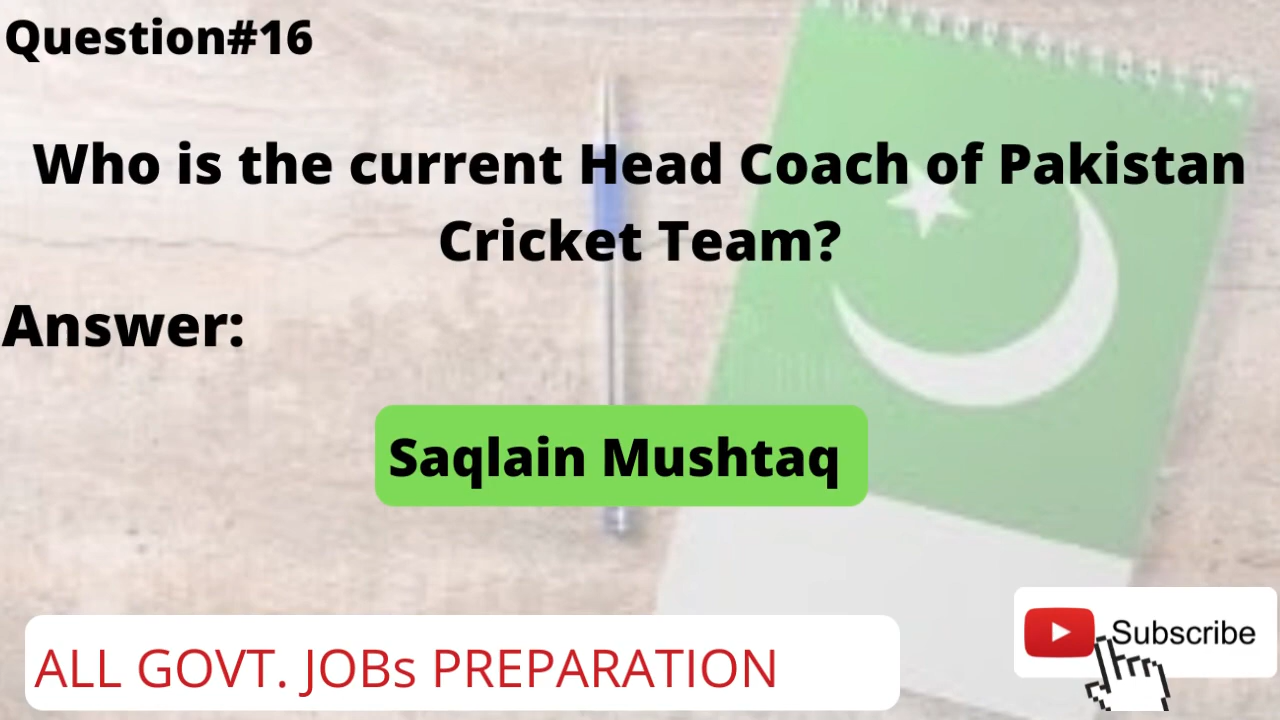 Question#16
Who is the current Head Coach of Pakistan
Cricket Team?
Answer:
Saqlain Mushtaq
ALL GOVT. JOBs PREPARATION
Subscribe